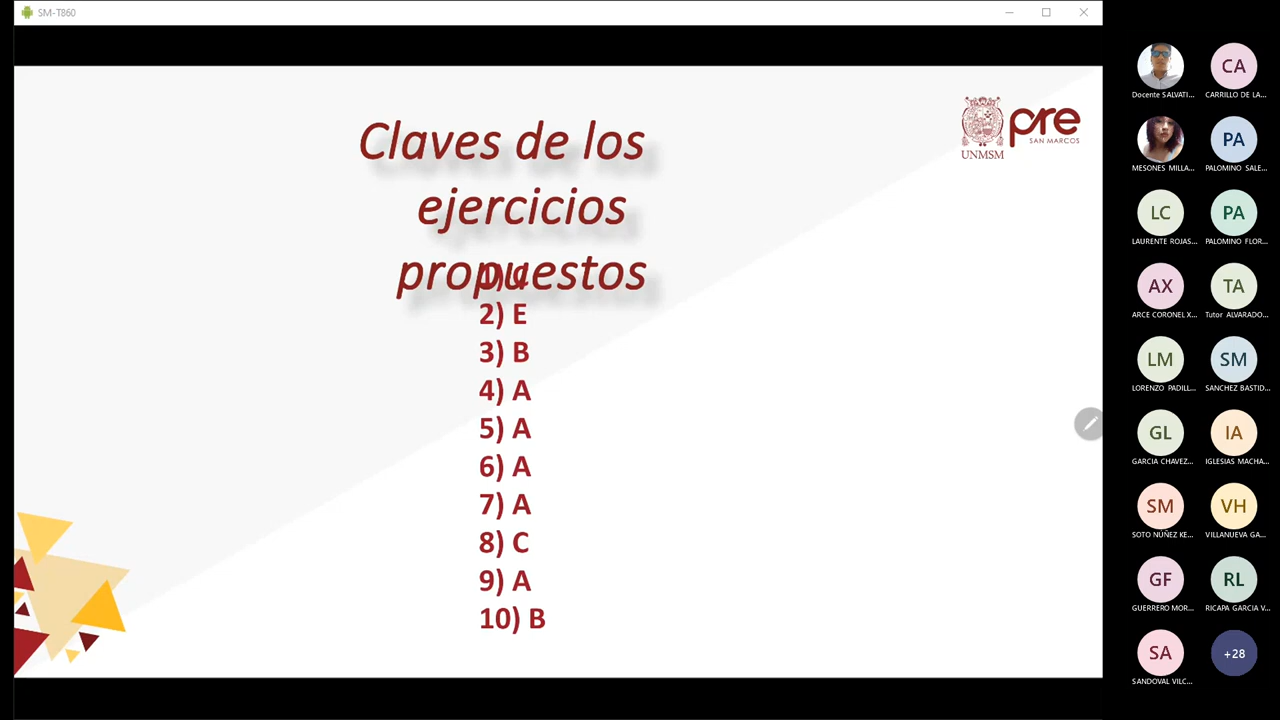 SM-T860
Claves de los
ejercicios
propuestos
2) E
3) B
4) A
5) A
6) A
7) A
8) C
9) A
10) B
UNMSM
pre
SAN MARCOS
Docente SALVATI...
CARRILLO DE LA...
MESONES MILLA...
PALOMINO SALE...
LAURENTE ROJAS...
PALOMINO FLOR...
ARCE CORONEL X...
Tutor ALVARADO...
LORENZO PADILL...
SANCHEZ BASTID...
GARCIA CHAVEZ...
IGLESIAS MACHA...
SOTO NÚÑEZ KE...
VILLANUEVA GA...
GUERRERO MOR...
RICAPA GARCIA V...
SANDOVAL VILC...
CA
PA
LC
PA
AX
TA
LM
SM
GL
IA
SM
VH
GF
RL
SA
+28